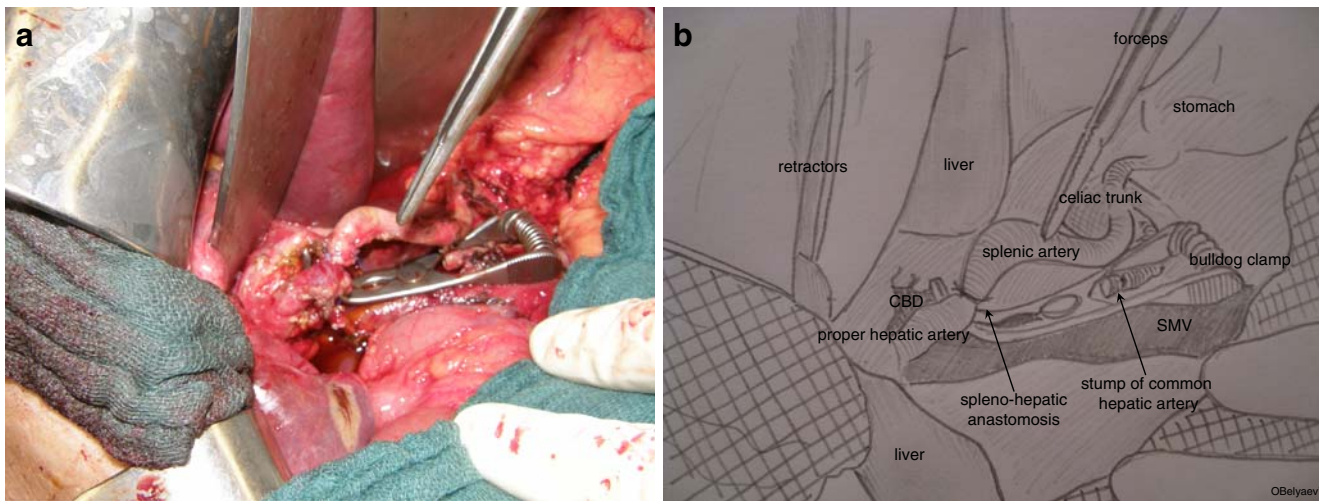 a
b
forceps
stomach
retractors
liver
celiac trunk
splenic artery
bulldog clamp
CBD
SMV
proper hepatic artery
spleno-hepatic
anastomosis
stump of common
hepatic artery
liver
OBelyaev